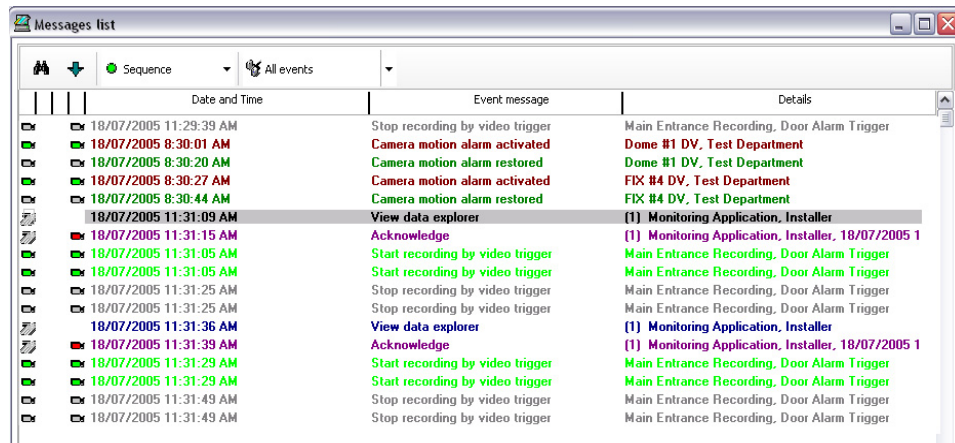 Messages list
Sequence All events
Date and Time Event message Details
18/07/2005 11:29:39 AM Stop recording by video trigger Main Entrance Recording, Door Alarm Trigger
18/07/2005 8:30:01 AM Camera motion alarm activated Dome #1 DV, Test Department
18/07/2005 8:30:20 AM Camera motion alarm restored Dome #1 DV, Test Department
18/07/2005 8:30:27 AM Camera motion alarm activated FIX #4 DV, Test Department
18/07/2005 8:30:44 AM Camera motion alarm restored FIX #4 DV, Test Department
18/07/2005 11:31:09 AM View data explorer (1) Monitoring Application, Installer
18/07/2005 11:31:15 AM Acknowledge (1) Monitoring Application, Installer, 18/07/2005 1
18/07/2005 11:31:05 AM Start recording by video trigger Main Entrance Recording, Door Alarm Trigger
18/07/2005 11:31:05 AM Start recording by video trigger Main Entrance Recording, Door Alarm Trigger
18/07/2005 11:31:25 AM Stop recording by video trigger Main Entrance Recording, Door Alarm Trigger
18/07/2005 11:31:25 AM Stop recording by video trigger Main Entrance Recording, Door Alarm Trigger
18/07/2005 11:31:36 AM View data explorer (1) Monitoring Application, Installer
18/07/2005 11:31:39 AM Acknowledge (1) Monitoring Application, Installer, 18/07/2005 1
18/07/2005 11:31:29 AM Start recording by video trigger Main Entrance Recording, Door Alarm Trigger
18/07/2005 11:31:29 AM Start recording by video trigger Main Entrance Recording, Door Alarm Trigger
18/07/2005 11:31:49 AM Stop recording by video trigger Main Entrance Recording, Door Alarm Trigger
18/07/2005 11:31:49 AM Stop recording by video trigger Main Entrance Recording, Door Alarm Trigger